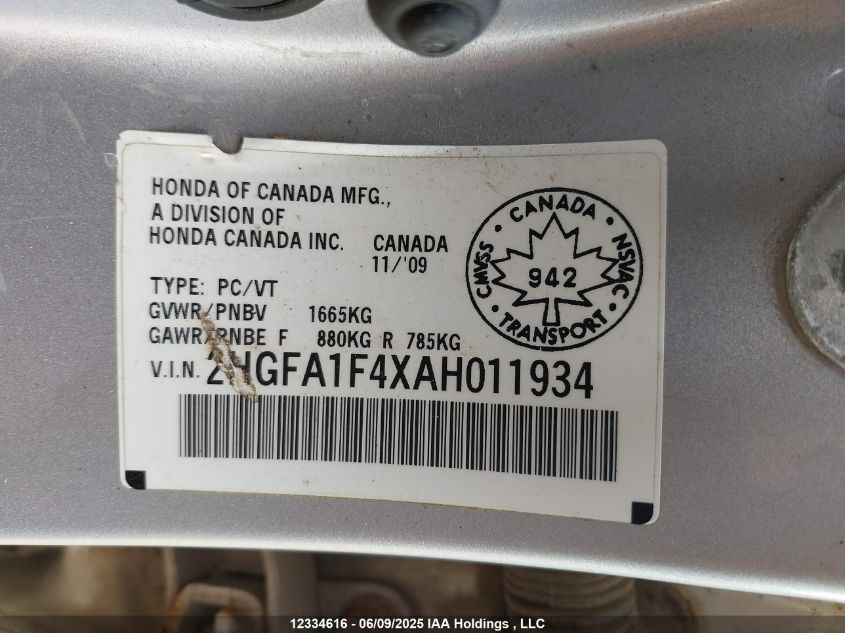 HONDA OF CANADA MFG.,
A DIVISION OF
HONDA CANADA INC. CANADA
11/'09
TYPE: PC/VT
GVWR/PNBV 1665KG
GAWR/PNBE F 880KG R 785KG
V.I.N. 2HGFA1F4XAH011934
CANADA
CMVSS
NSVAC
942
TRANSPORT
12334616 - 06/09/2025 IAA Holdings , LLC